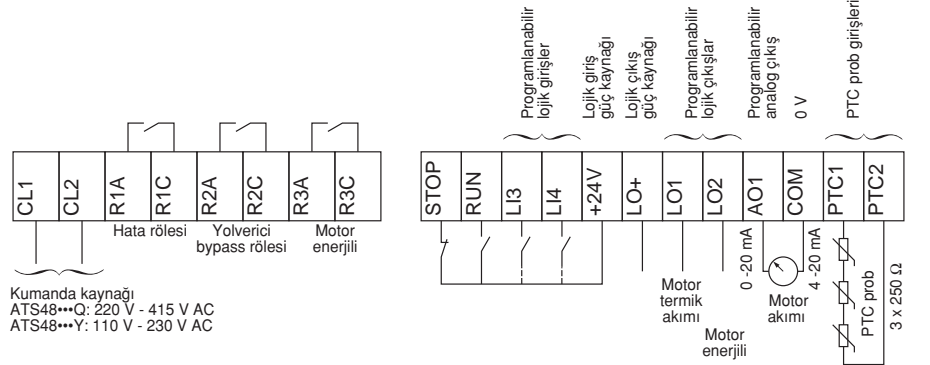 Programlanabilir
lojik girişler
Lojik giriş
güç kaynağı
Lojik çıkış
güç kaynağı
Programlanabilir
lojik çıkışlar
Programlanabilir
analog çıkış
0 V
PTC prob girişleri
CL1
CL2
R1A
R1C
R2A
R2C
R3A
R3C
STOP
RUN
LI3
LI4
+24V
LO+
LO1
LO2
AO1
COM
PTC1
PTC2
Hata rölesi
Yolverici
bypass rölesi
Motor
enerjili
Kumanda kaynağı
ATS48•••Q: 220 V - 415 V AC
ATS48•••Y: 110 V - 230 V AC
Motor
termik
akımı
Motor
enerjili
0 -20 mA
Motor
akımı
4 -20 mA
PTC prob
3 x 250 Ω